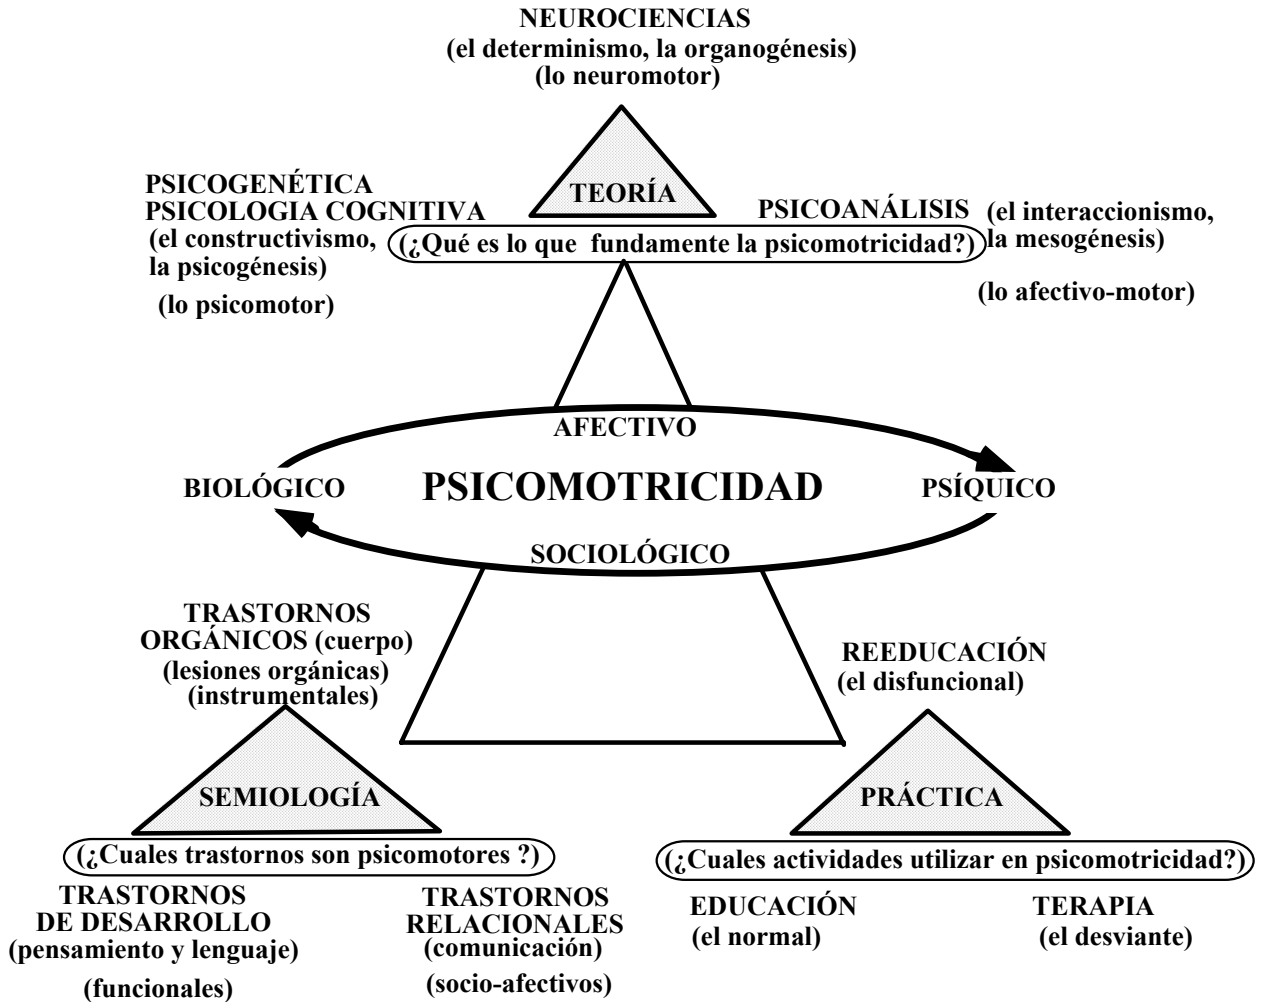 NEUROCIENCIAS
(el determinismo, la organogénesis)
(lo neuromotor)
TEORÍA
PSICOGENÉTICA
PSICOLOGIA COGNITIVA
(el constructivismo,
la psicogénesis)
(lo psicomotor)
PSICOANÁLISIS (el interaccionismo,
la mesogénesis)
(lo afectivo-motor)
(¿Qué es lo que fundamente la psicomotricidad?)
AFECTIVO
BIOLÓGICO
PSICOMOTRICIDAD
PSÍQUICO
SOCIOLÓGICO
TRASTORNOS
ORGÁNICOS (cuerpo)
(lesiones orgánicas)
(instrumentales)
SEMIOLOGÍA
(¿Cuales trastornos son psicomotores ?)
TRASTORNOS
DE DESARROLLO
(pensamiento y lenguaje)
(funcionales)
TRASTORNOS
RELACIONALES
(comunicación)
(socio-afectivos)
REEDUCACIÓN
(el disfuncional)
PRÁCTICA
(¿Cuales actividades utilizar en psicomotricidad?)
EDUCACIÓN
(el normal)
TERAPIA
(el desviante)